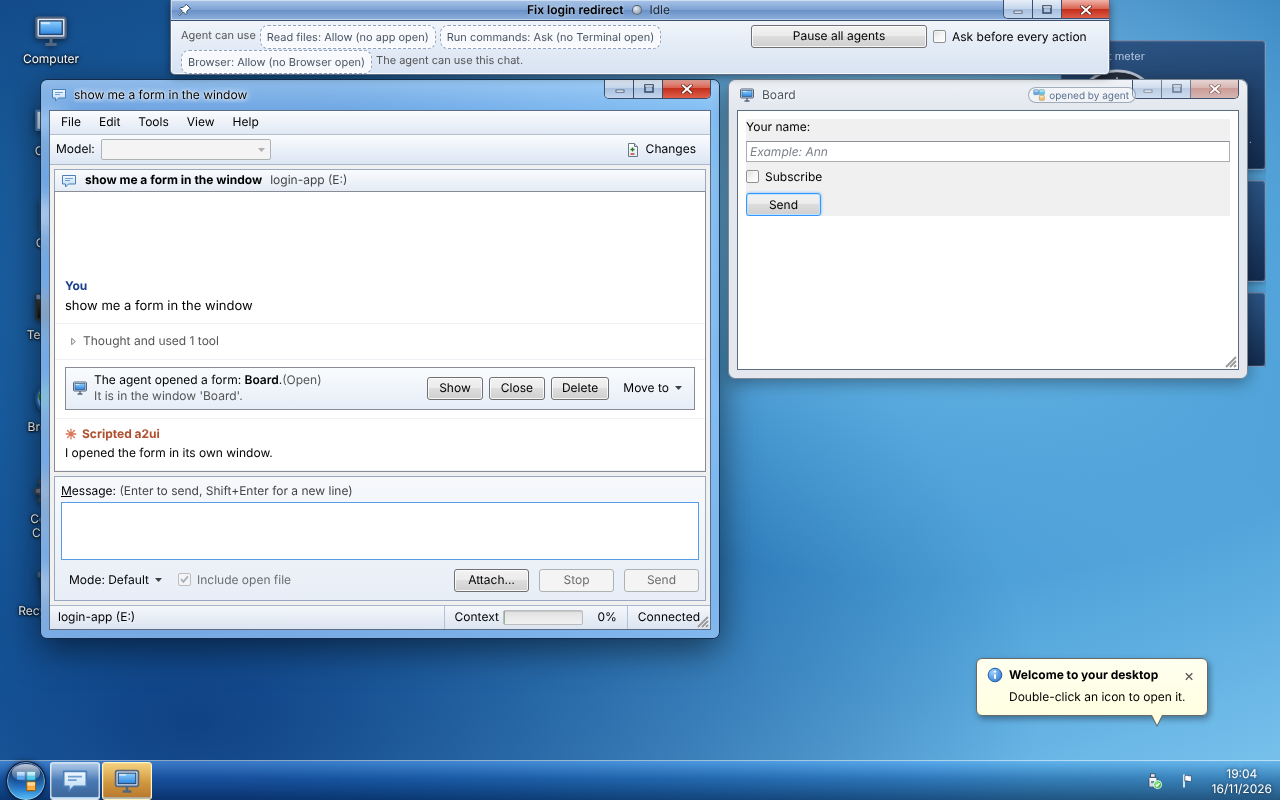 Fix login redirect Idle
Agent can use Read files: Allow (no app open) Run commands: Ask (no Terminal open)
Browser: Allow (no Browser open) The agent can use this chat.
Pause all agents Ask before every action
Computer
meter
show me a form in the window
File Edit Tools View Help
Model: Changes
show me a form in the window login-app (E:)
You
show me a form in the window
Thought and used 1 tool
The agent opened a form: Board.(Open)
It is in the window 'Board'.
Show Close Delete Move to
Scripted a2ui
I opened the form in its own window.
Message: (Enter to send, Shift+Enter for a new line)
Mode: Default Include open file Attach... Stop Send
login-app (E:) Context 0% Connected
Board opened by agent
Your name:
Example: Ann
Subscribe
Send
Welcome to your desktop
Double-click an icon to open it.
19:04
16/11/2026